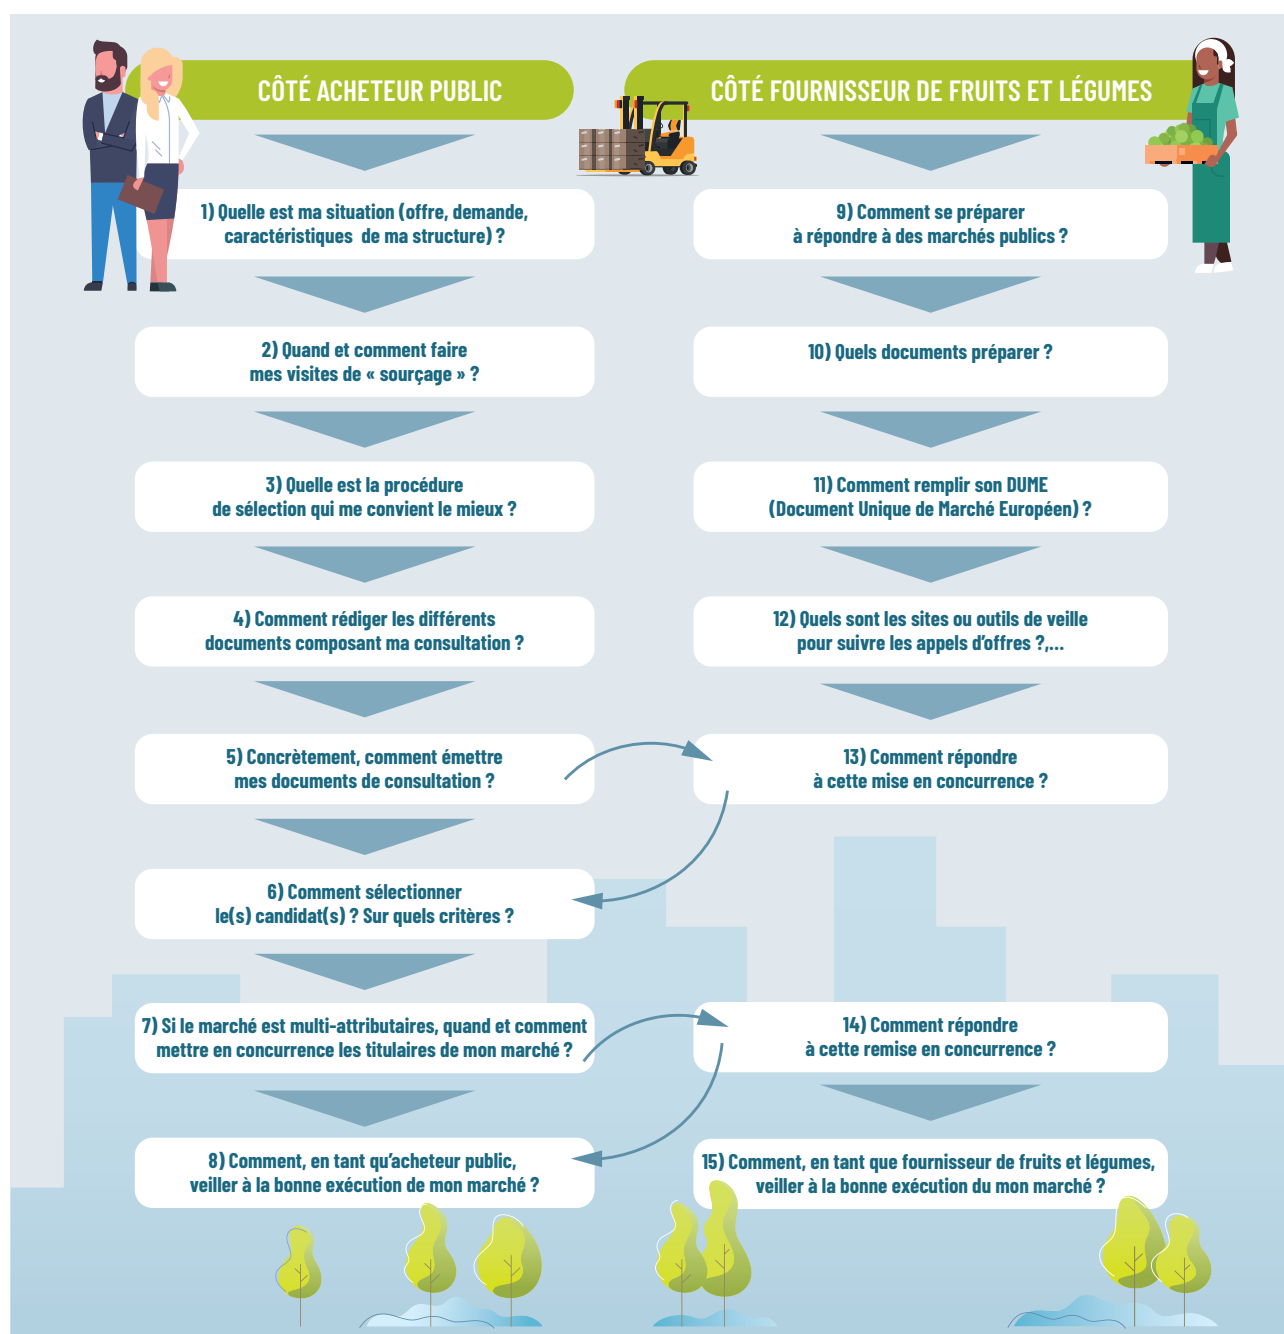 CÔTÉ ACHETEUR PUBLIC
1) Quelle est ma situation (offre, demande,
caractéristiques de ma structure) ?
2) Quand et comment faire
mes visites de « sourçage » ?
3) Quelle est la procédure
de sélection qui me convient le mieux ?
4) Comment rédiger les différents
documents composant ma consultation ?
5) Concrètement, comment émettre
mes documents de consultation ?
6) Comment sélectionner
le(s) candidat(s) ? Sur quels critères ?
7) Si le marché est multi-attributaires, quand et comment
mettre en concurrence les titulaires de mon marché ?
8) Comment, en tant qu’acheteur public,
veiller à la bonne exécution de mon marché ?
CÔTÉ FOURNISSEUR DE FRUITS ET LÉGUMES
9) Comment se préparer
à répondre à des marchés publics ?
10) Quels documents préparer ?
11) Comment remplir son DUME
(Document Unique de Marché Européen) ?
12) Quels sont les sites ou outils de veille
pour suivre les appels d’offres ?,...
13) Comment répondre
à cette mise en concurrence ?
14) Comment répondre
à cette remise en concurrence ?
15) Comment, en tant que fournisseur de fruits et légumes,
veiller à la bonne exécution du mon marché ?